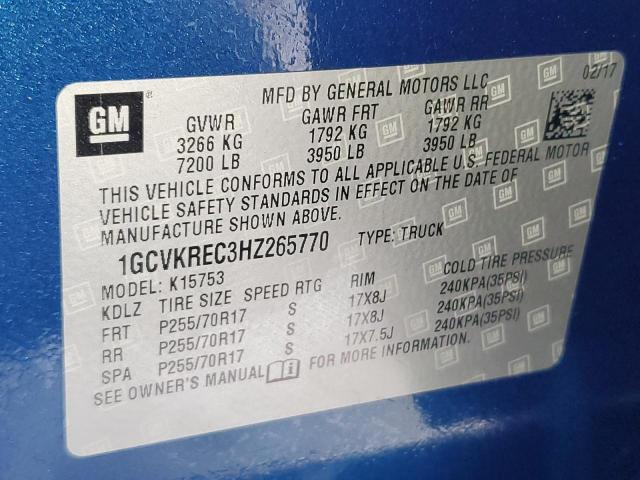 GM
MFD BY GENERAL MOTORS LLC 02/17
GVWR GAWR FRT GAWR RR
3266 KG 1792 KG 1792 KG
7200 LB 3950 LB 3950 LB
THIS VEHICLE CONFORMS TO ALL APPLICABLE U.S. FEDERAL MOTOR
VEHICLE SAFETY STANDARDS IN EFFECT ON THE DATE OF
MANUFACTURE SHOWN ABOVE.
1GCVKREC3HZ265770 TYPE: TRUCK
MODEL: K15753
KDLZ TIRE SIZE SPEED RTG RIM COLD TIRE PRESSURE
FRT P255/70R17 S 17X8J 240KPA(35PSI)
RR P255/70R17 S 17X8J 240KPA(35PSI)
SPA P255/70R17 S 17X7.5J 240KPA(35PSI)
SEE OWNER'S MANUAL FOR MORE INFORMATION.